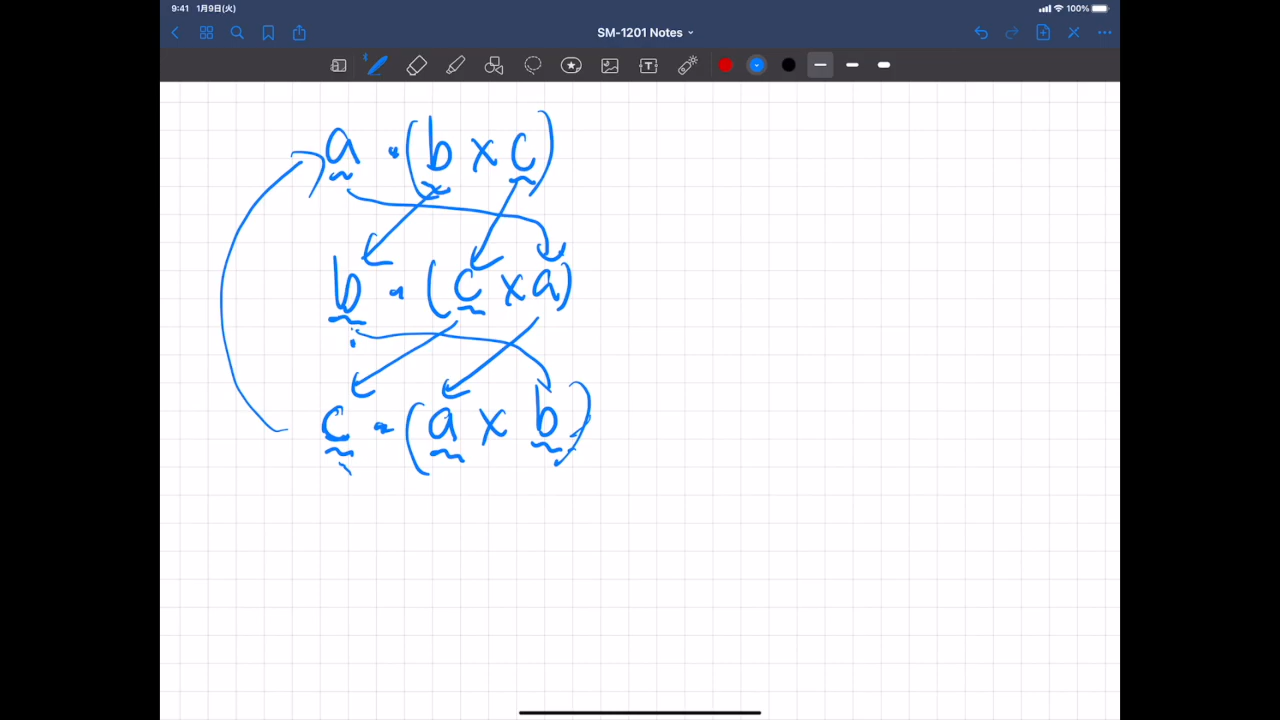 9:41 1月9日(火) 100%
SM-1201 Notes
a · (b × c)
b · (c × a)
c · (a × b)